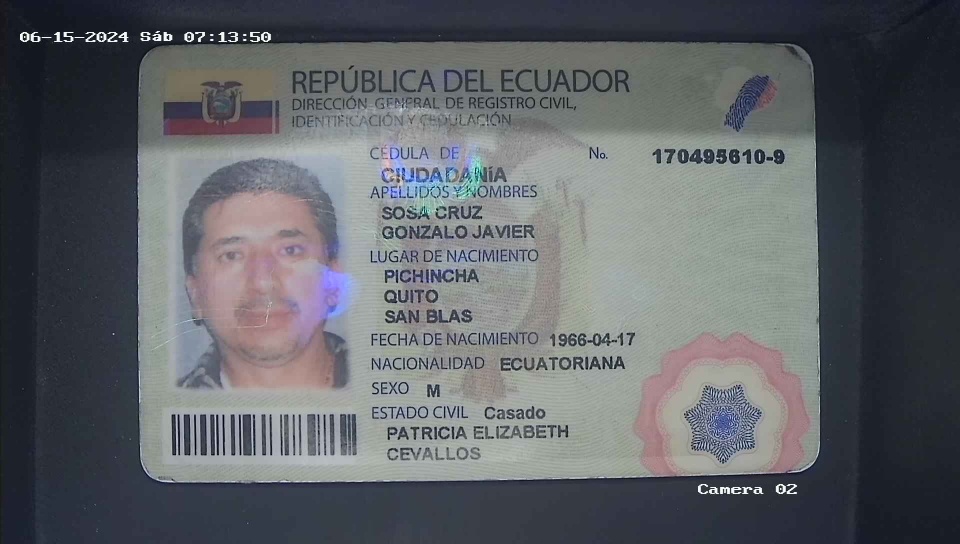 06-15-2024 Sáb 07:13:50
REPÚBLICA DEL ECUADOR
DIRECCIÓN GENERAL DE REGISTRO CIVIL,
IDENTIFICACIÓN Y CEDULACIÓN
CÉDULA DE No. 170495610-9
CIUDADANÍA
APELLIDOS Y NOMBRES
SOSA CRUZ
GONZALO JAVIER
LUGAR DE NACIMIENTO
PICHINCHA
QUITO
SAN BLAS
FECHA DE NACIMIENTO 1966-04-17
NACIONALIDAD ECUATORIANA
SEXO M
ESTADO CIVIL Casado
PATRICIA ELIZABETH
CEVALLOS
Camera 02